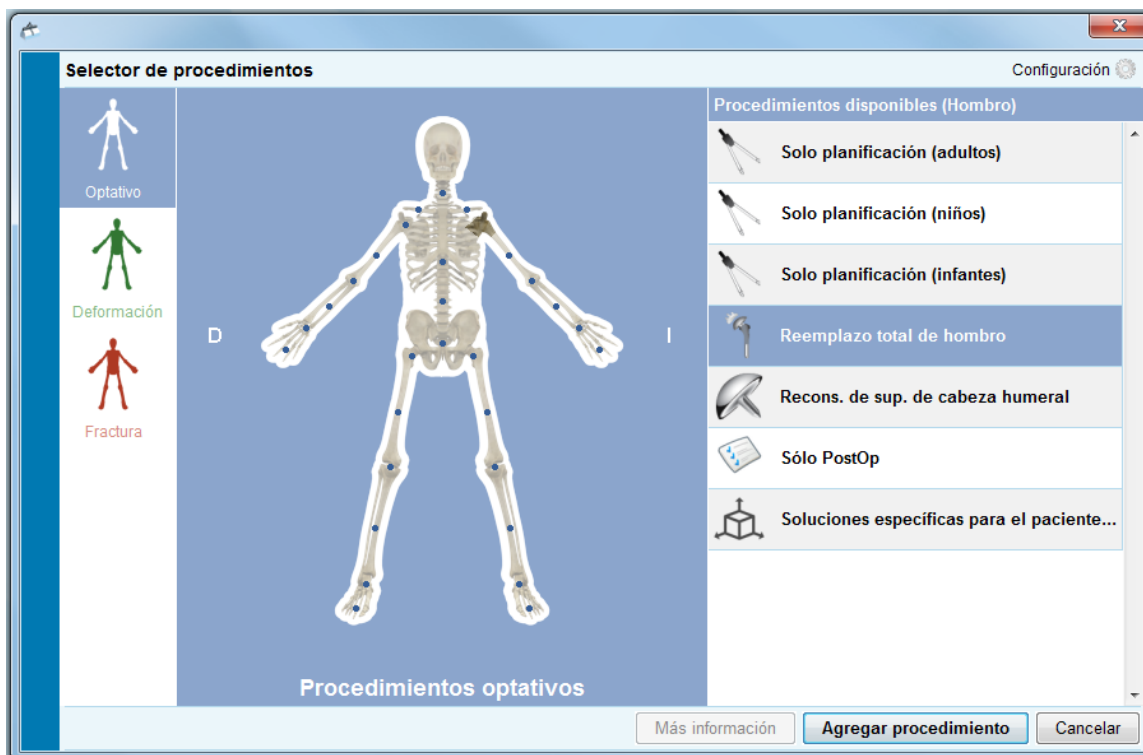 Selector de procedimientos
Configuración
Optativo
Deformación
Fractura
D
I
Procedimientos optativos
Procedimientos disponibles (Hombro)
Solo planificación (adultos)
Solo planificación (niños)
Solo planificación (infantes)
Reemplazo total de hombro
Recons. de sup. de cabeza humeral
Sólo PostOp
Soluciones específicas para el paciente...
Más información
Agregar procedimiento
Cancelar